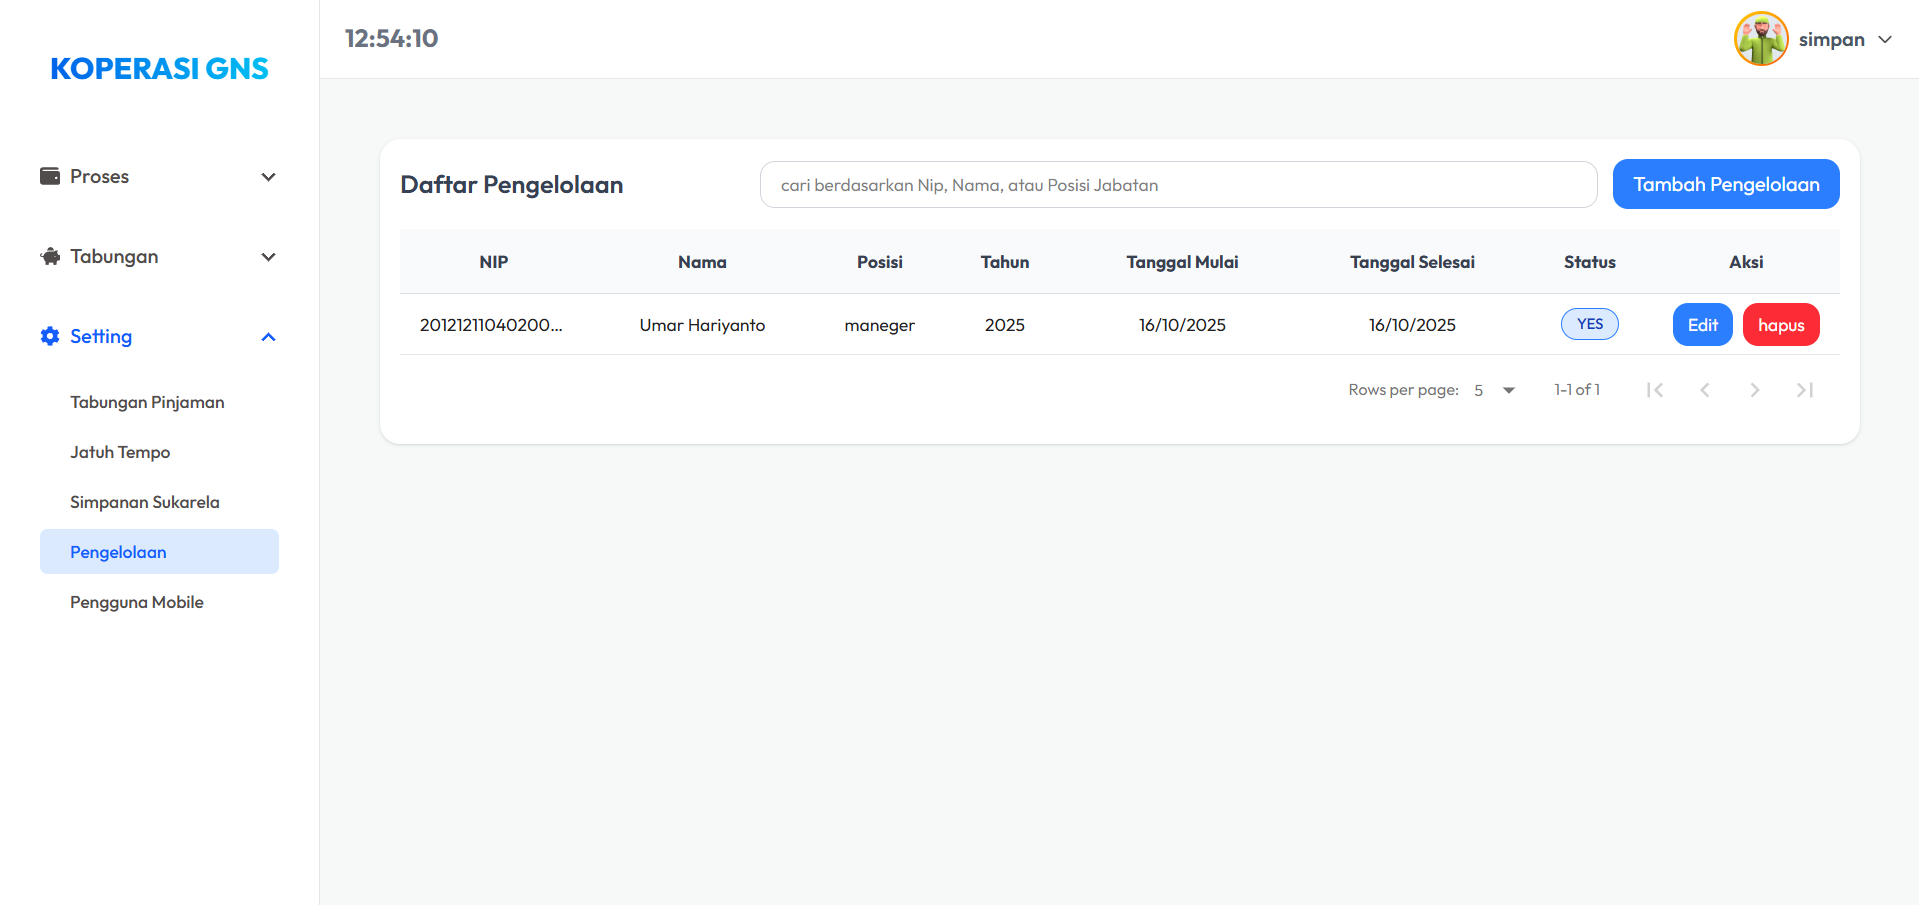 KOPERASI GNS
12:54:10
simpan
Proses
Tabungan
Setting
Tabungan Pinjaman
Jatuh Tempo
Simpanan Sukarela
Pengelolaan
Pengguna Mobile
Daftar Pengelolaan
cari berdasarkan Nip, Nama, atau Posisi Jabatan
Tambah Pengelolaan
NIP Nama Posisi Tahun Tanggal Mulai Tanggal Selesai Status Aksi
20121211040200... Umar Hariyanto maneger 2025 16/10/2025 16/10/2025 YES Edit hapus
Rows per page: 5 1-1 of 1